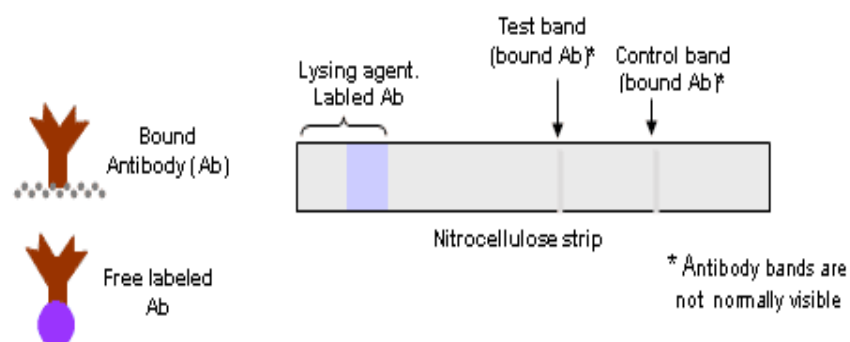 Test band
(bound Ab)*
Control band
(bound Ab)*
Lysing agent.
Labled Ab
Bound
Antibody (Ab)
Nitrocellulose strip
Free labeled
Ab
* Antibody bands are
not normally visible